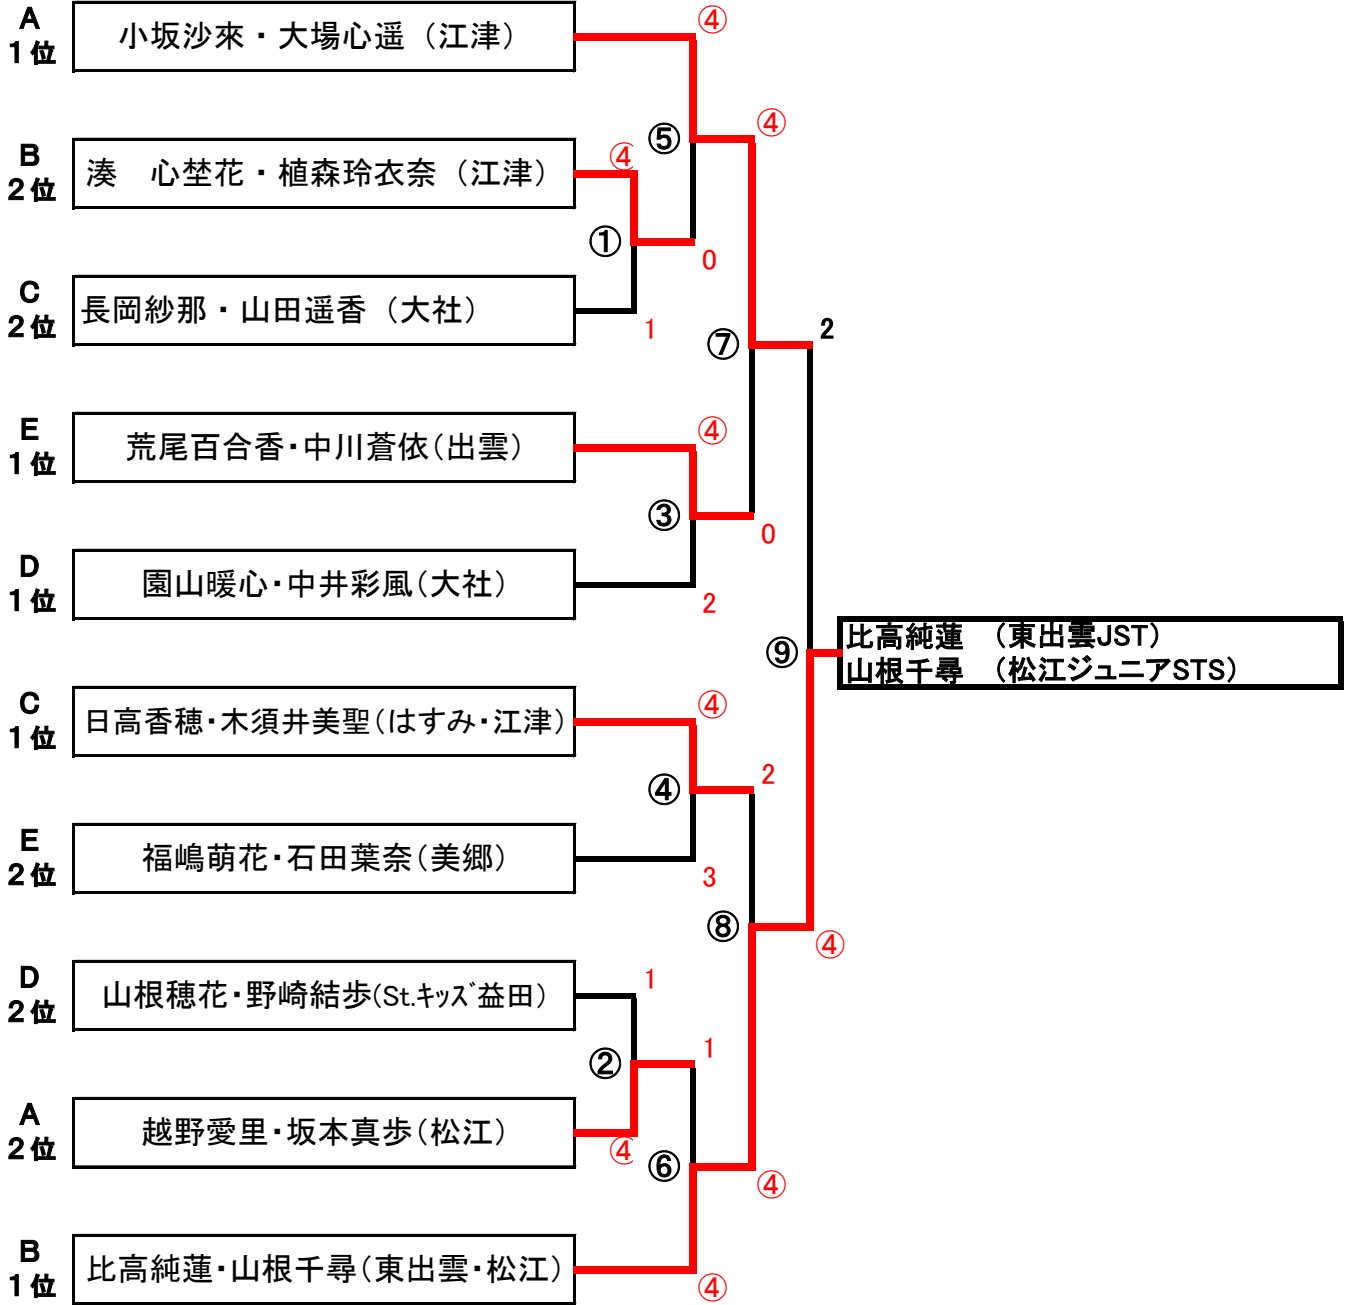 A
1位
小坂沙來・大場心遥（江津）
④
B
2位
湊　心埜花・植森玲衣奈（江津）
④
⑤
④
①
0
C
2位
長岡紗那・山田遥香（大社）
1
⑦
2
E
1位
荒尾百合香・中川蒼依（出雲）
④
③
0
D
1位
園山暖心・中井彩風（大社）
2
⑨
比高純蓮　（東出雲JST）
山根千尋　（松江ジュニアSTS）
C
1位
日高香穂・木須井美聖（はすみ・江津）
④
④
2
E
2位
福嶋萌花・石田葉奈（美郷）
3
⑧
④
D
2位
山根穂花・野崎結歩（St.キッズ益田）
1
②
1
A
2位
越野愛里・坂本真歩（松江）
④
⑥
④
B
1位
比高純蓮・山根千尋（東出雲・松江）
④